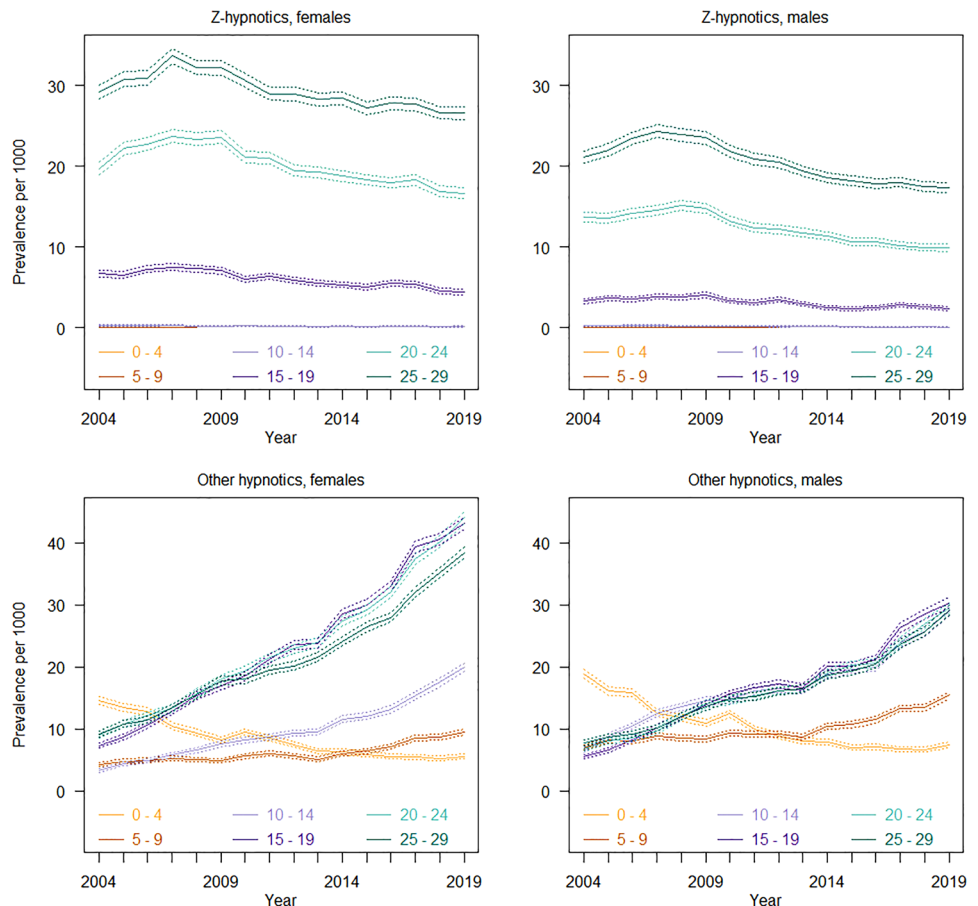 Z-hypnotics, females
Z-hypnotics, males
Prevalence per 1000
30
20
10
0
30
20
10
0
0 - 4
10 - 14
20 - 24
5 - 9
15 - 19
25 - 29
0 - 4
10 - 14
20 - 24
5 - 9
15 - 19
25 - 29
2004 2009 2014 2019
Year
2004 2009 2014 2019
Year
Other hypnotics, females
Other hypnotics, males
Prevalence per 1000
40
30
20
10
0
40
30
20
10
0
0 - 4
10 - 14
20 - 24
5 - 9
15 - 19
25 - 29
0 - 4
10 - 14
20 - 24
5 - 9
15 - 19
25 - 29
2004 2009 2014 2019
Year
2004 2009 2014 2019
Year